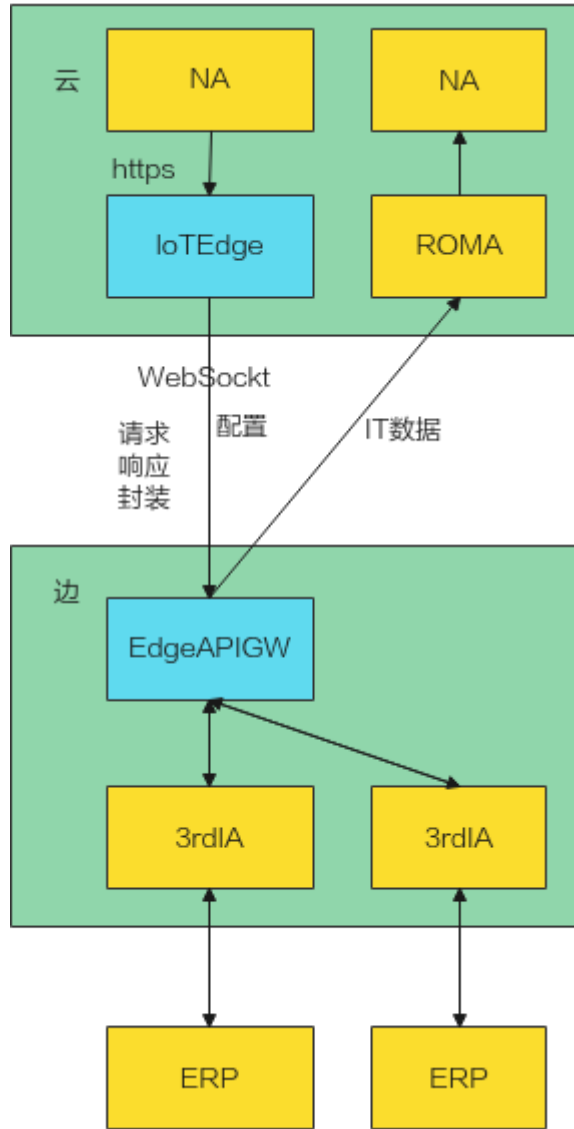 云
NA
NA
https
IoTEdge
ROMA
WebSockt
请求
响应
封装
配置
IT数据
边
EdgeAPIGW
3rdIA
3rdIA
ERP
ERP